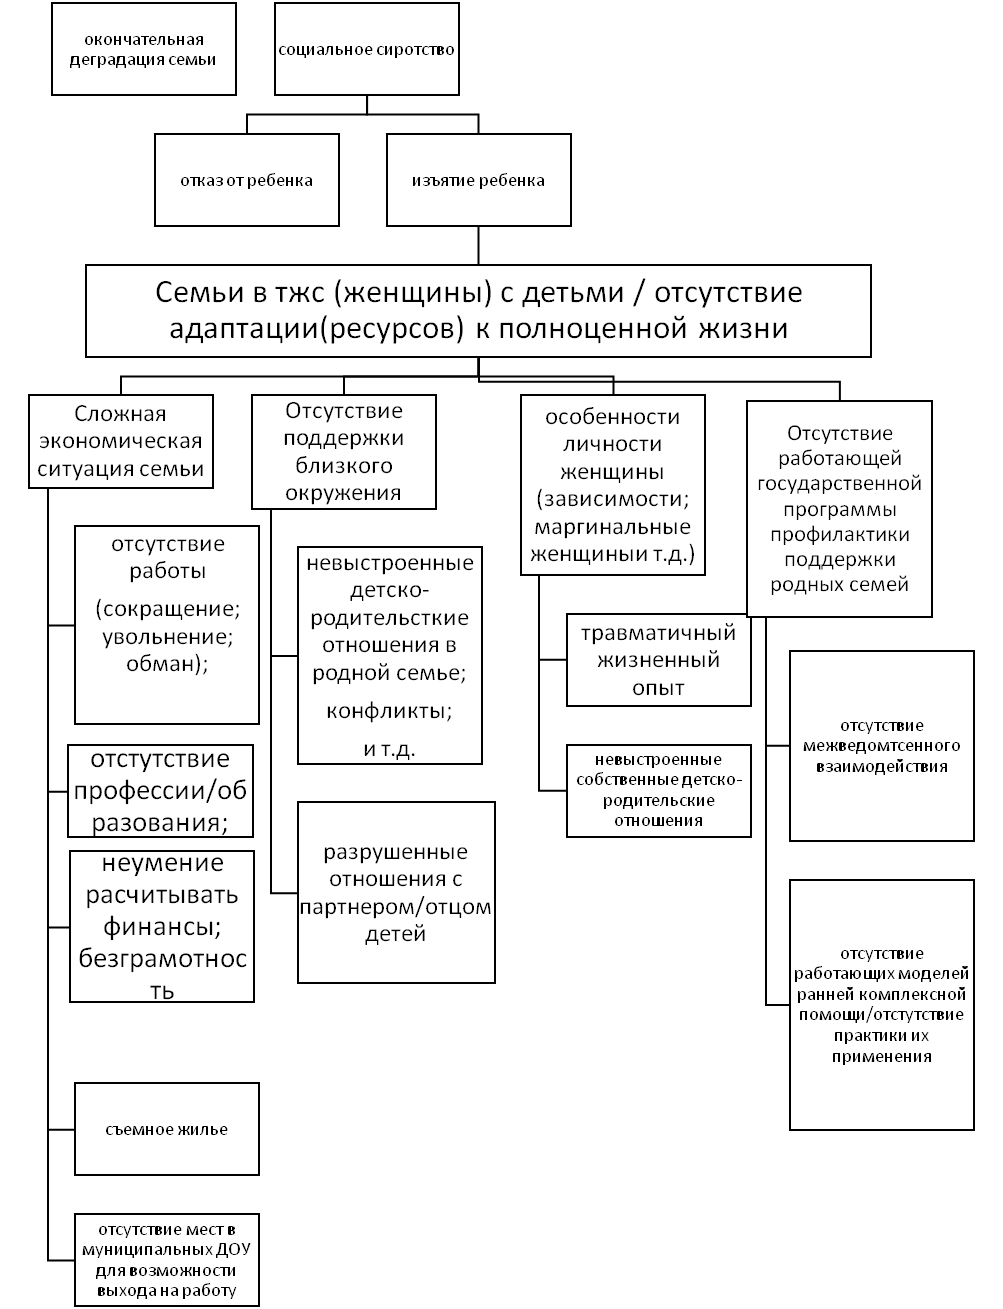 окончательная
деградация семьи
социальное сиротство
отказ от ребенка
изъятие ребенка
Семьи в тжс (женщины) с детьми / отсутствие
адаптации(ресурсов) к полноценной жизни
Сложная
экономическая
ситуация семьи
отсутствие
работы
(сокращение;
увольнение;
обман);
отстутствие
профессии/об
разования;
неумение
расчитывать
финансы;
безграмотнос
ть
съемное жилье
отсутствие мест в
муниципальных ДОУ
для возможности
выхода на работу
Отсутствие
поддержки
близкого
окружения
невыстроенные
детско-
родительсткие
отношения в
родной семье;
конфликты;
и т.д.
разрушенные
отношения с
партнером/отцом
детей
особенности
личности
женщины
(зависимости;
маргинальные
женщиныи т.д.)
травматичный
жизненный
опыт
невыстроенные
собственные детско-
родительские
отношения
Отсутствие
работающей
государственной
программы
профилактики
поддержки
родных семей
отсутствие
межведомтсенного
взаимодействия
отсутствие
работающих моделей
ранней комплексной
помощи/отстутствие
практики их
применения